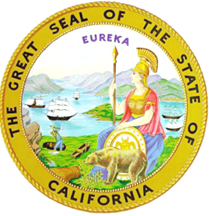 THE GREAT SEAL OF THE STATE OF CALIFORNIA
EUREKA